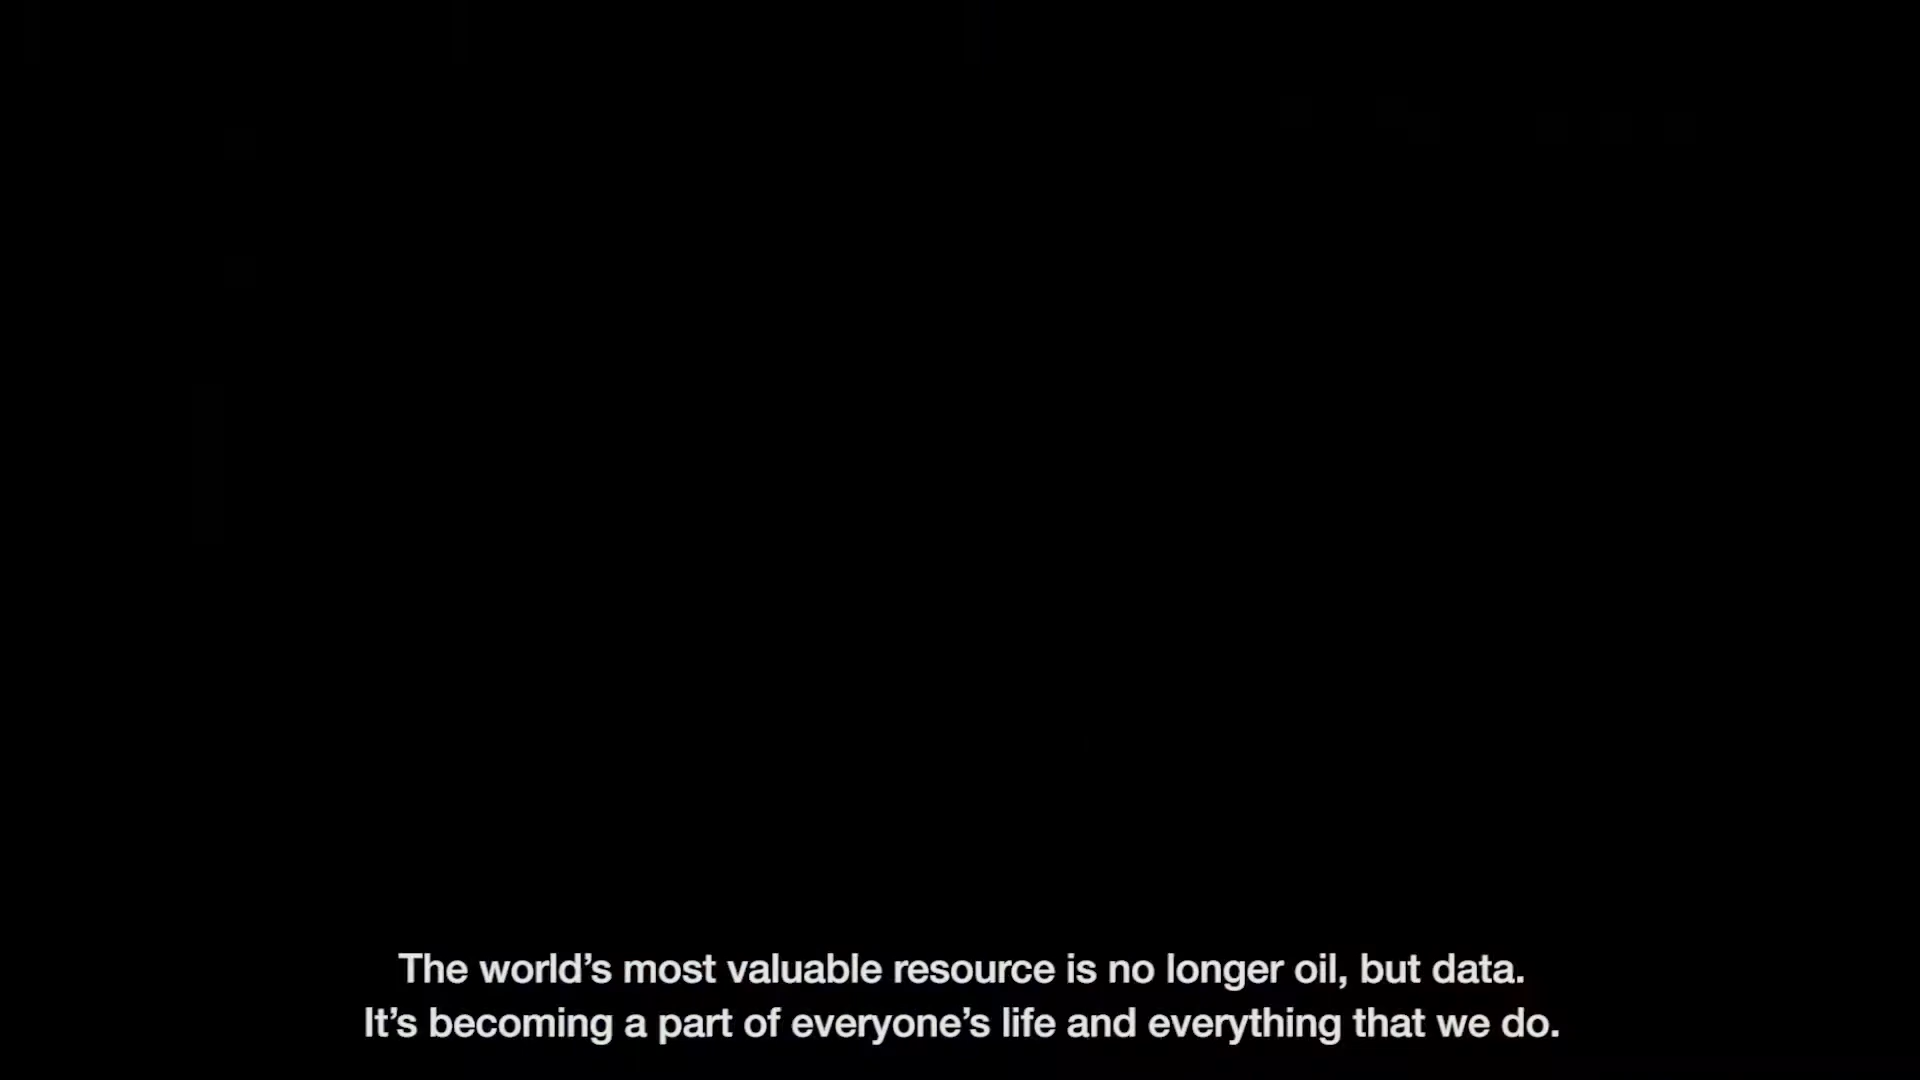 The world’s most valuable resource is no longer oil, but data.
It’s becoming a part of everyone’s life and everything that we do.